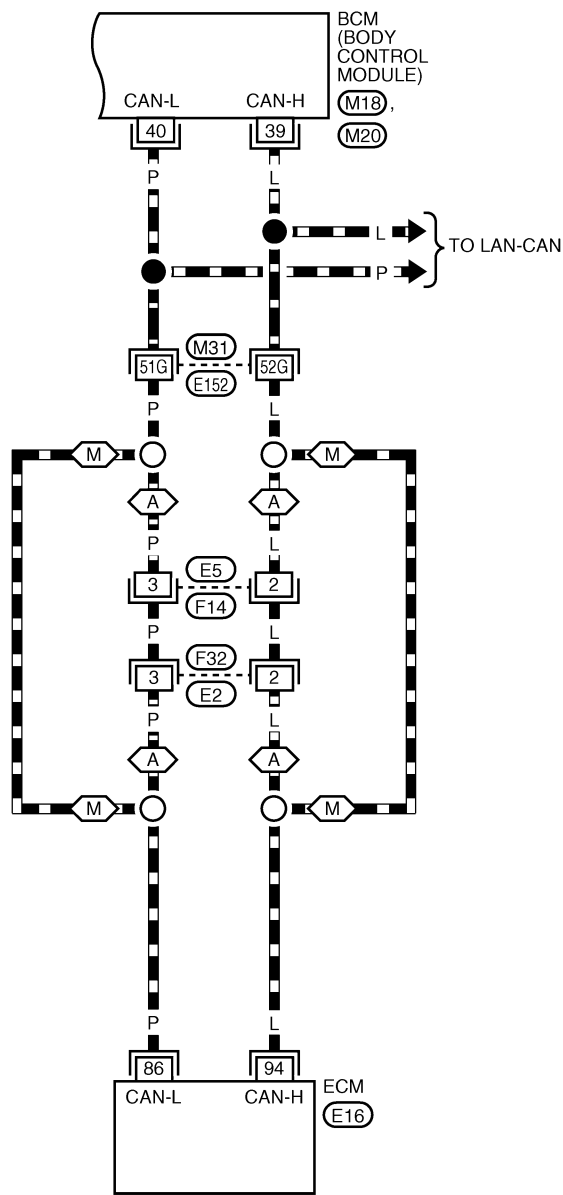 BCM
(BODY
CONTROL
MODULE)
CAN-L CAN-H
M18,
40 39
M20
P L
L
TO LAN-CAN
P
M31
51G 52G
E152
P L
M M
A A
P L
E5
3 2
F14
P L
F32
3 2
E2
P L
A A
M M
P L
86 94
ECM
CAN-L CAN-H
E16